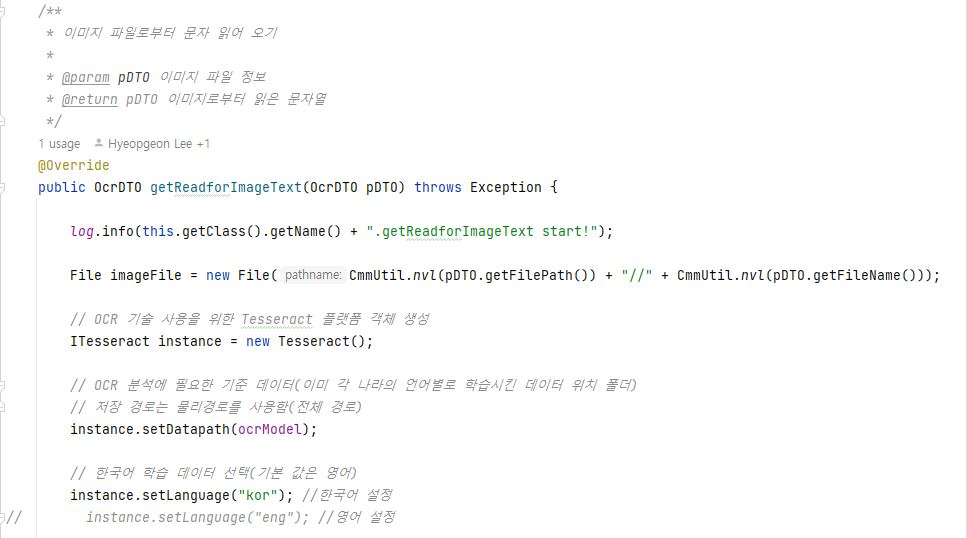 /**
* 이미지 파일로부터 문자 읽어 오기
*
* @param pDTO 이미지 파일 정보
* @return pDTO 이미지로부터 읽은 문자열
*/
1 usage Hyeopgeon Lee +1
@Override
public OcrDTO getReadforImageText(OcrDTO pDTO) throws Exception {
log.info(this.getClass().getName() + ".getReadforImageText start!");
File imageFile = new File( pathname: CmmUtil.nvl(pDTO.getFilePath()) + "//" + CmmUtil.nvl(pDTO.getFileName()));
// OCR 기술 사용을 위한 Tesseract 플랫폼 객체 생성
ITesseract instance = new Tesseract();
// OCR 분석에 필요한 기준 데이터(이미 각 나라의 언어별로 학습시킨 데이터 위치 폴더)
// 저장 경로는 물리경로를 사용함(전체 경로)
instance.setDatapath(ocrModel);
// 한국어 학습 데이터 선택(기본 값은 영어)
instance.setLanguage("kor"); //한국어 설정
// instance.setLanguage("eng"); //영어 설정